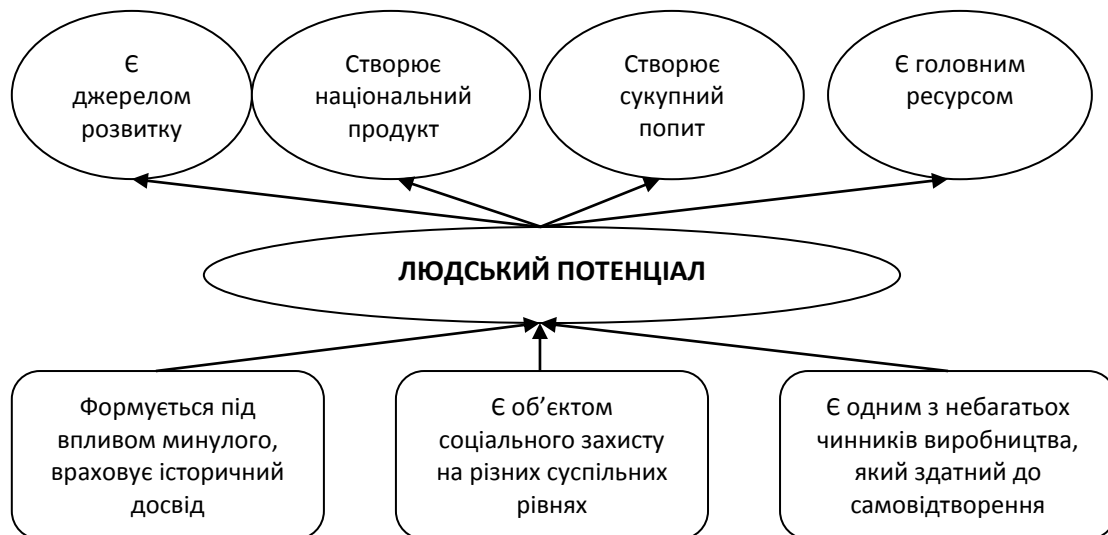 Є
джерелом
розвитку
Створює
національний
продукт
Створює
сукупний
попит
Є головним
ресурсом
ЛЮДСЬКИЙ ПОТЕНЦІАЛ
Формується під
впливом минулого,
враховує історичний
досвід
Є об’єктом
соціального захисту
на різних суспільних
рівнях
Є одним з небагатьох
чинників виробництва,
який здатний до
самовідтворення